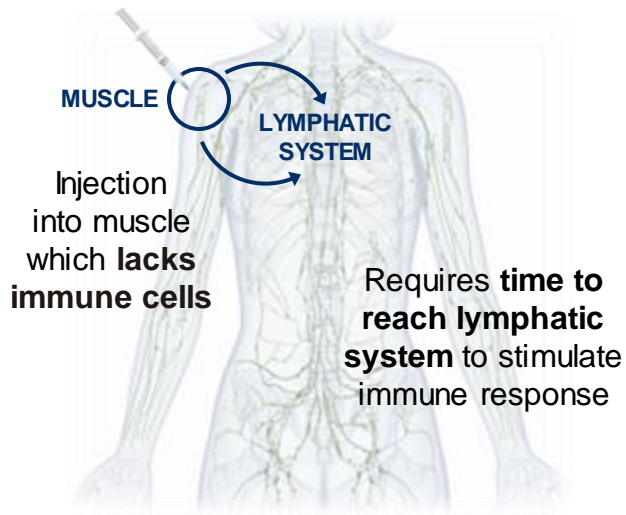 MUSCLE
LYMPHATIC
SYSTEM
Injection
into muscle
which lacks
immune cells
Requires time to
reach lymphatic
system to stimulate
immune response